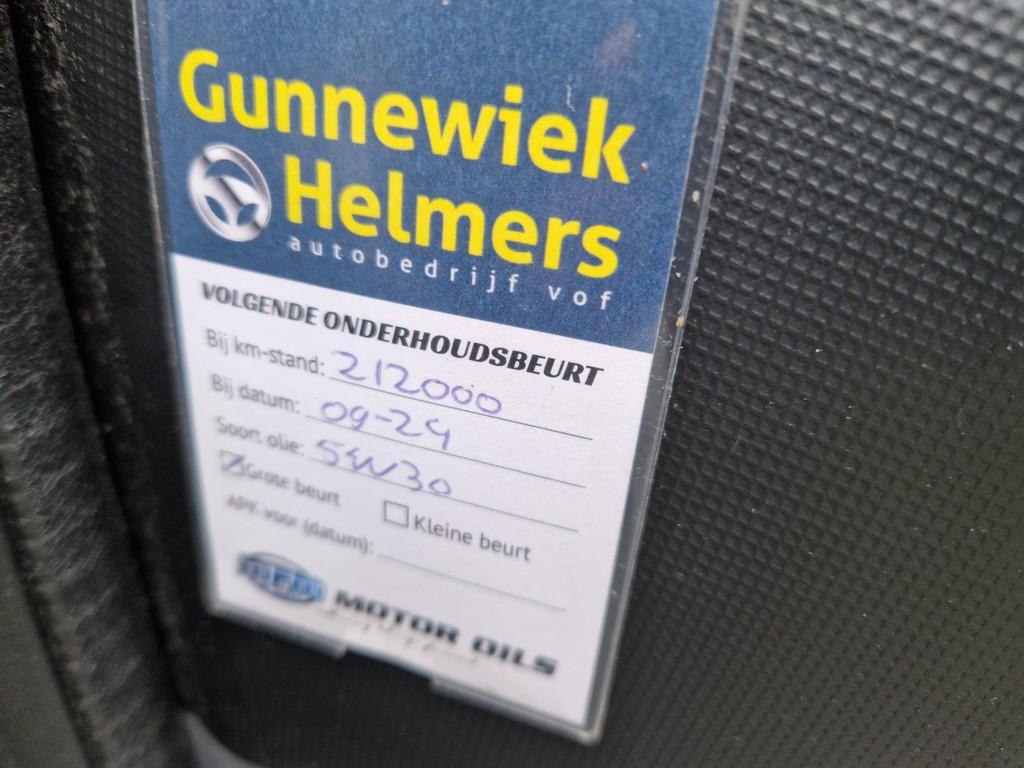 Gunnewiek
Helmers
autobedrijf vof
VOLGENDE ONDERHOUDSBEURT
Bij km-stand: 212000
Bij datum: 09-24
Soort olie: 5W30
Grote beurt
Kleine beurt
APK voor (datum):
MOTOR OILS